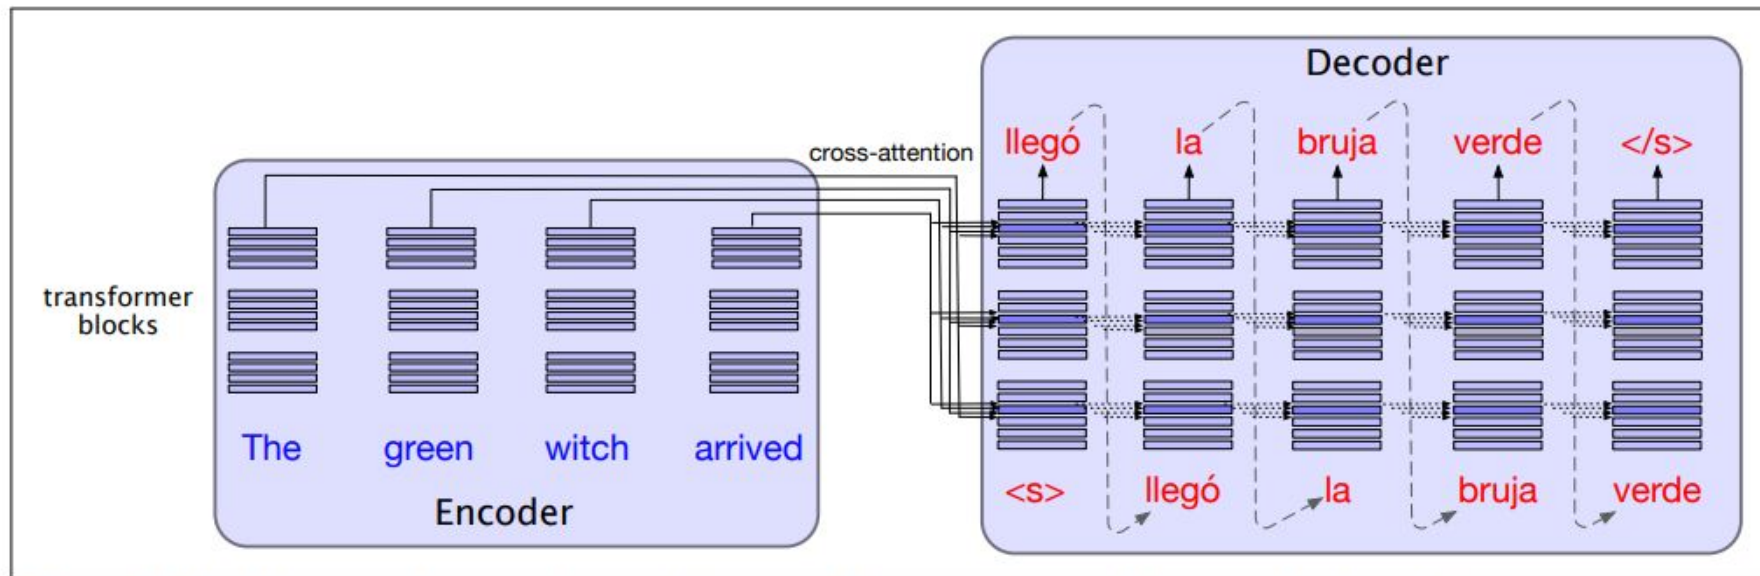 Decoder
llegó la bruja verde </s>
cross-attention
transformer
blocks
The green witch arrived
Encoder
<s> llegó la bruja verde